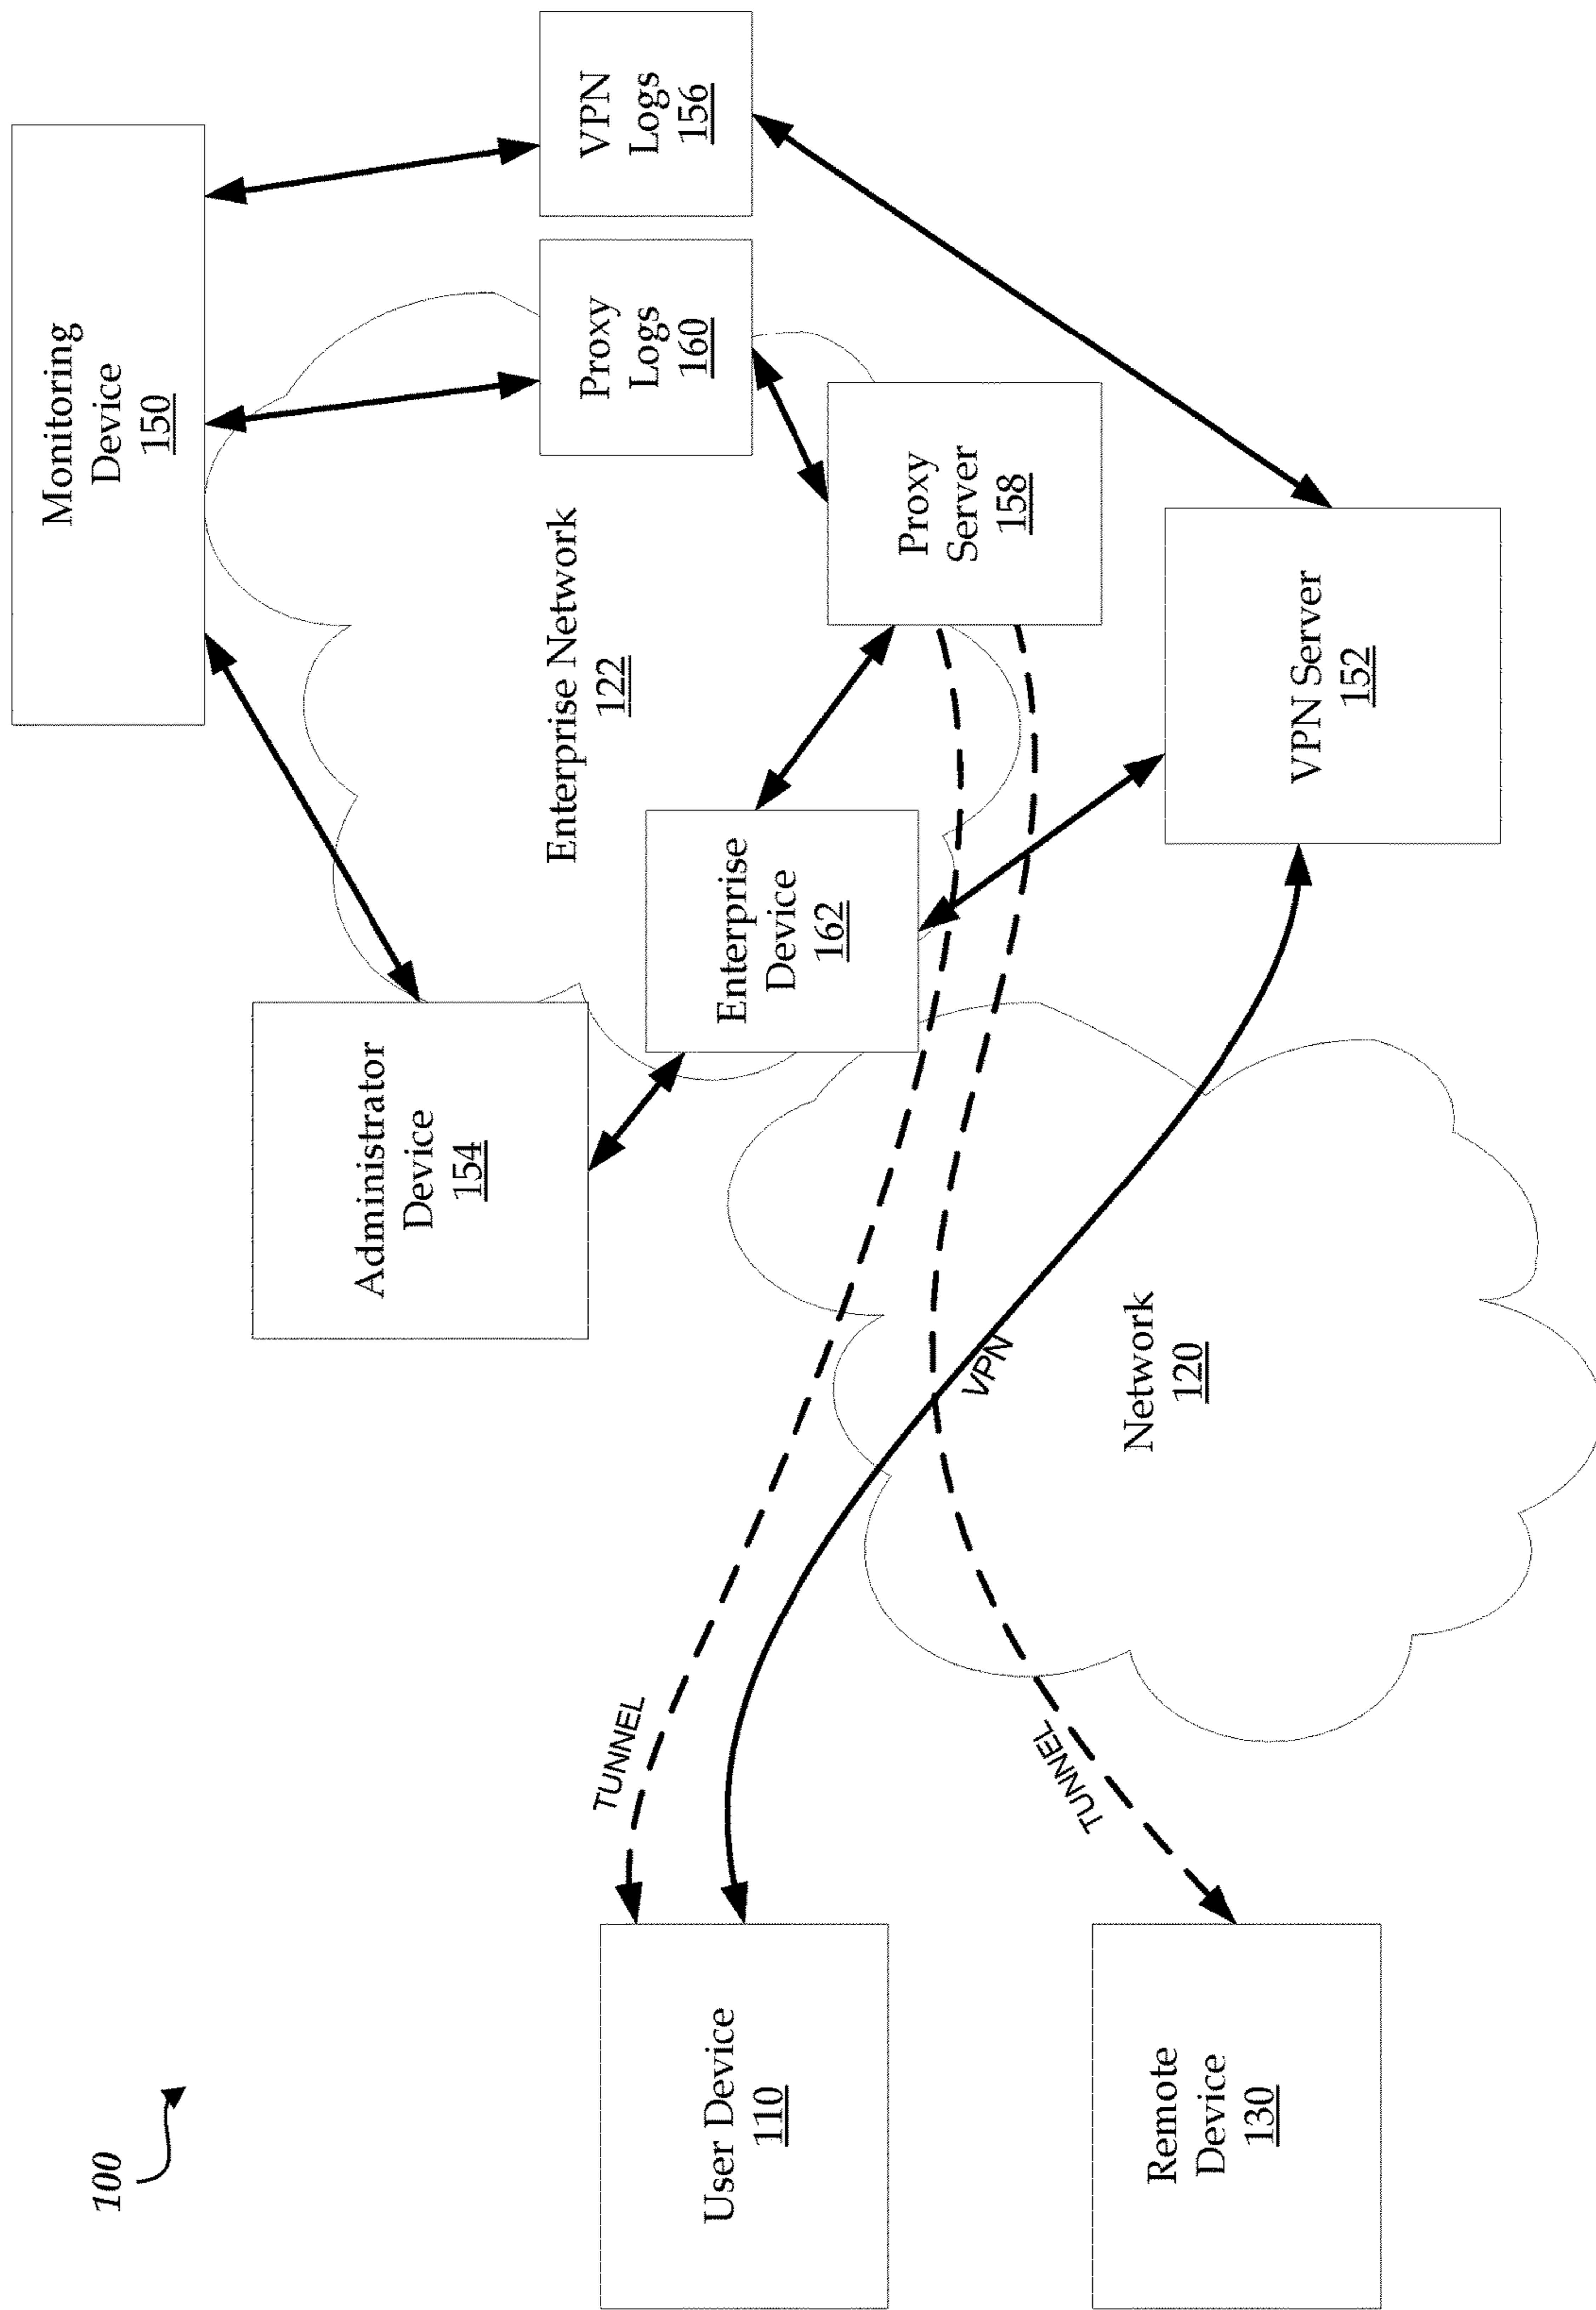 100
Monitoring
Device
150
Administrator
Device
154
Enterprise Network
122
VPN
Logs
156
Proxy
Logs
160
Enterprise
Device
162
Proxy
Server
158
User Device
110
TUNNEL
VPN
TUNNEL
Network
120
VPN Server
152
Remote
Device
130